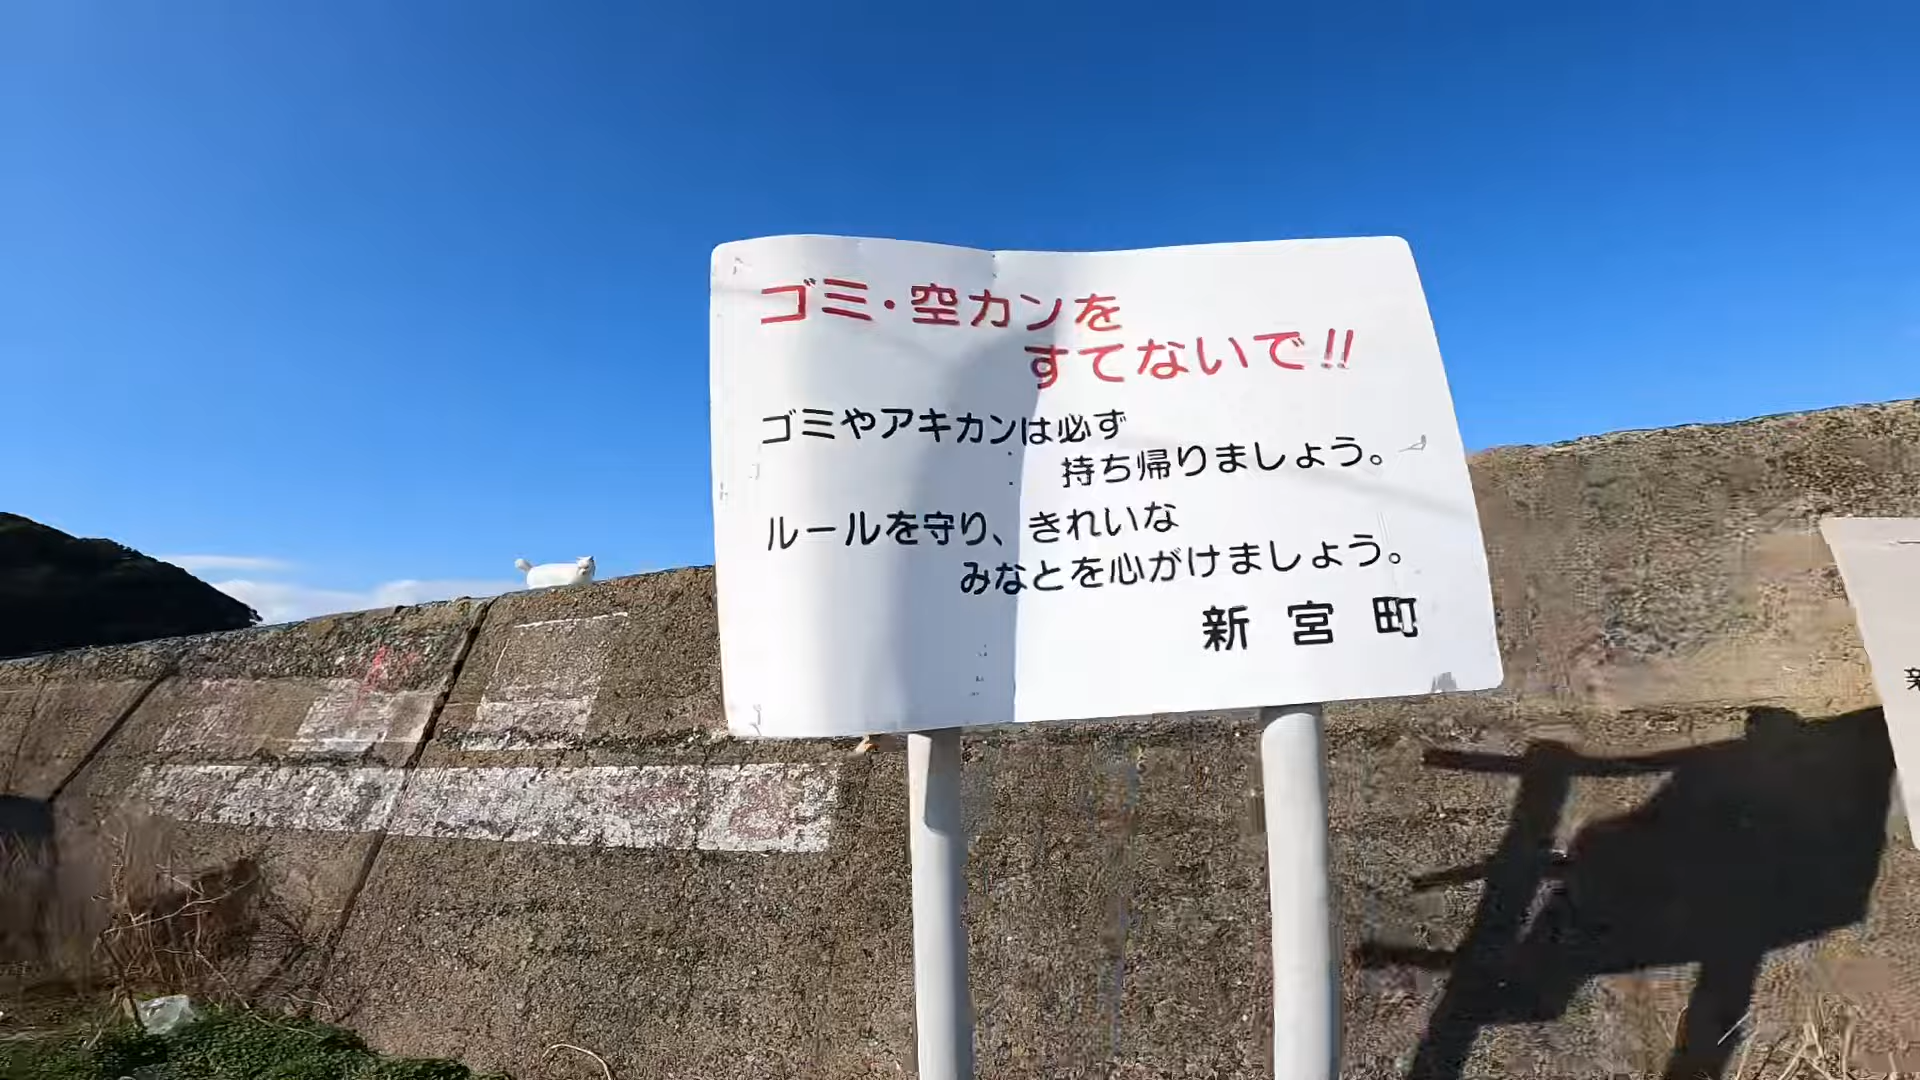 ゴミ・空カンを
すてないで!!
ゴミやアキカンは必ず
持ち帰りましょう。
ルールを守り、きれいな
みなとを心がけましょう。
新宮町